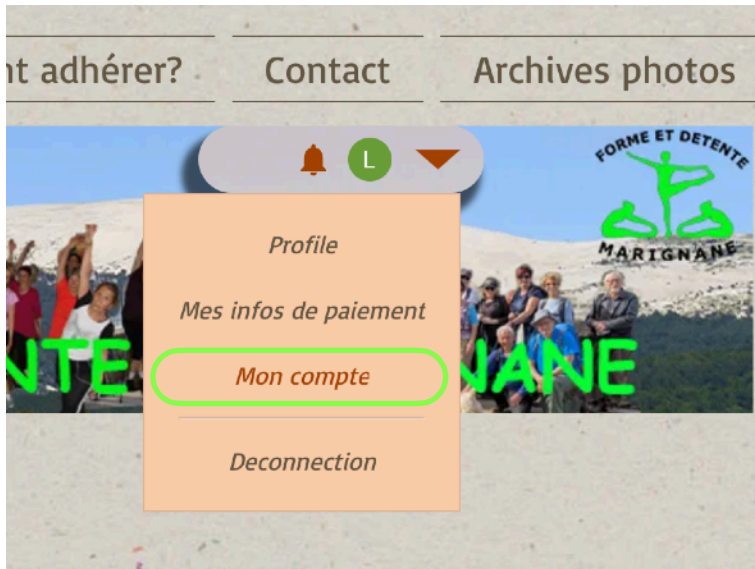 nt adhérer?
Contact
Archives photos
L
FORME ET DETENTE
MARIGNANE
Profile
Mes infos de paiement
Mon compte
NTE
NANE
Deconnection